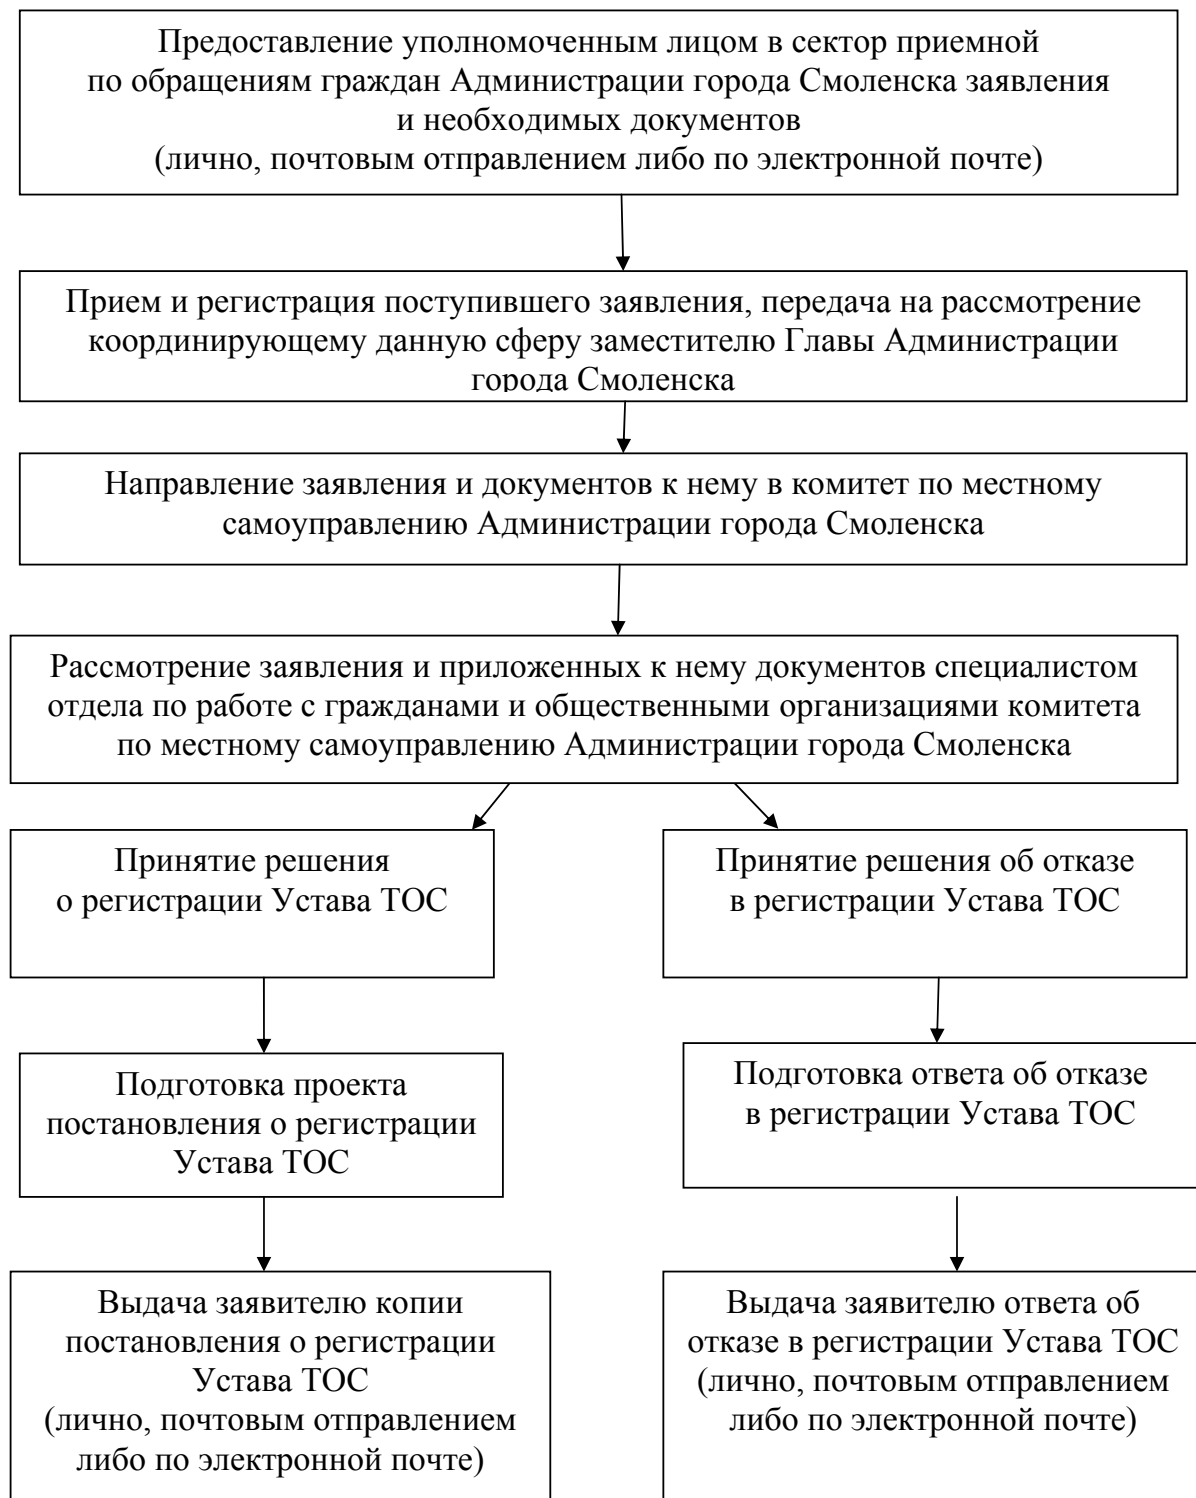 Предоставление уполномоченным лицом в сектор приемной
по обращениям граждан Администрации города Смоленска заявления
и необходимых документов
(лично, почтовым отправлением либо по электронной почте)
Прием и регистрация поступившего заявления, передача на рассмотрение
координирующему данную сферу заместителю Главы Администрации
города Смоленска
Направление заявления и документов к нему в комитет по местному
самоуправлению Администрации города Смоленска
Рассмотрение заявления и приложенных к нему документов специалистом
отдела по работе с гражданами и общественными организациями комитета
по местному самоуправлению Администрации города Смоленска
Принятие решения
о регистрации Устава ТОС
Принятие решения об отказе
в регистрации Устава ТОС
Подготовка проекта
постановления о регистрации
Устава ТОС
Подготовка ответа об отказе
в регистрации Устава ТОС
Выдача заявителю копии
постановления о регистрации
Устава ТОС
(лично, почтовым отправлением
либо по электронной почте)
Выдача заявителю ответа об
отказе в регистрации Устава ТОС
(лично, почтовым отправлением
либо по электронной почте)